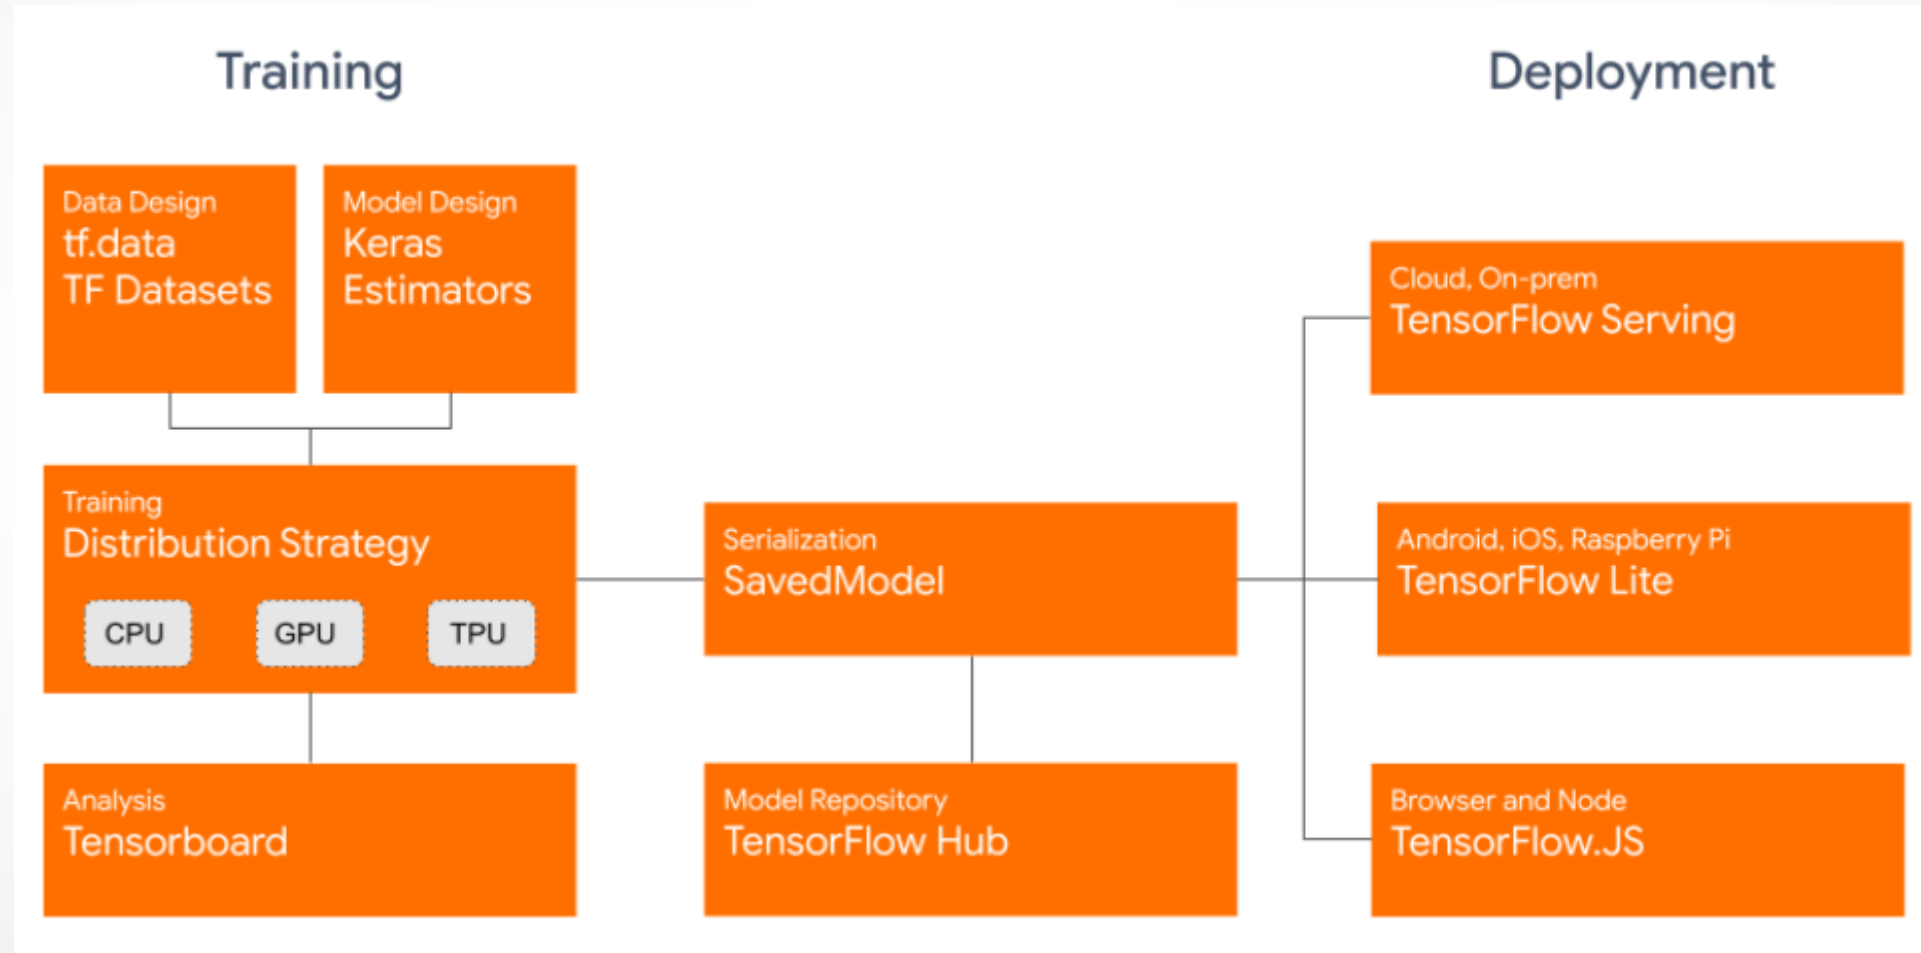 Training
Deployment
Data Design
tf.data
TF Datasets
Model Design
Keras
Estimators
Training
Distribution Strategy
CPU
GPU
TPU
Analysis
Tensorboard
Serialization
SavedModel
Model Repository
TensorFlow Hub
Cloud, On-prem
TensorFlow Serving
Android, iOS, Raspberry Pi
TensorFlow Lite
Browser and Node
TensorFlow.JS